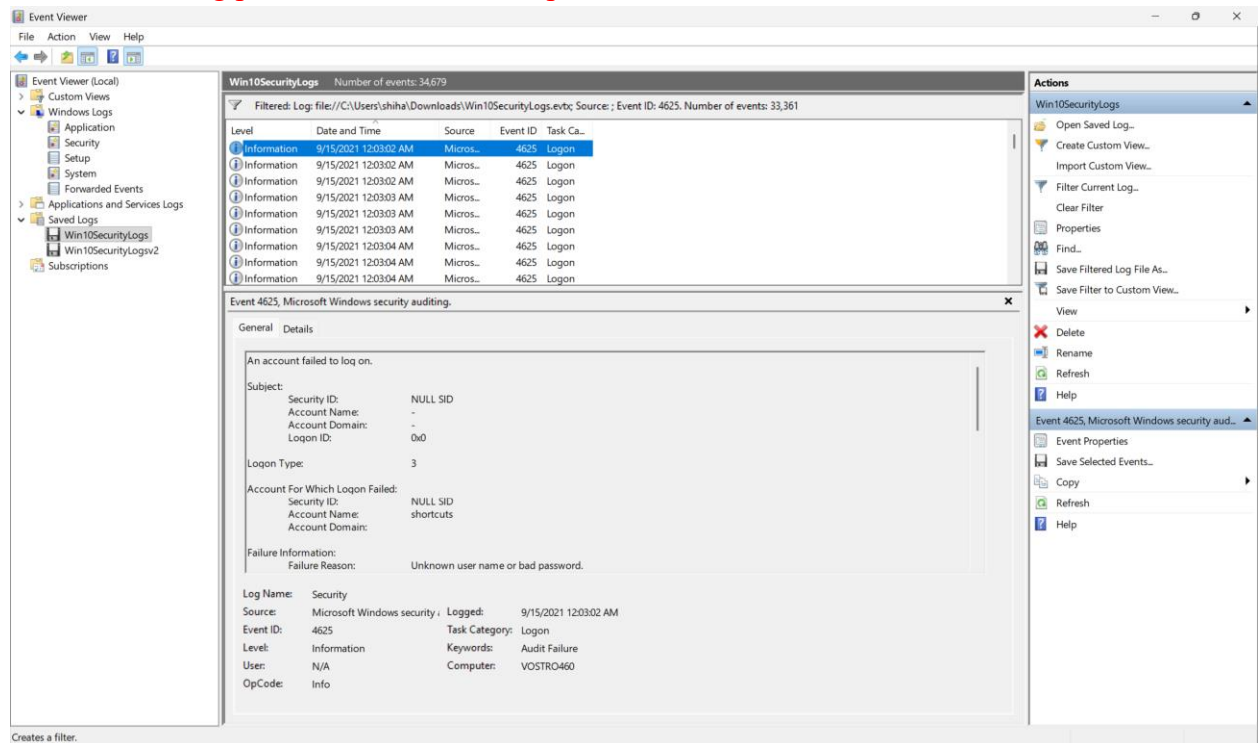 Event Viewer
File Action View Help
Event Viewer (Local)
Custom Views
Windows Logs
Application
Security
Setup
System
Forwarded Events
Applications and Services Logs
Saved Logs
Win10SecurityLogs
Win10SecurityLogsv2
Subscriptions
Win10SecurityLogs Number of events: 34,679
Filtered: Log: file://C:\Users\shiha\Downloads\Win10SecurityLogs.evtx; Source: ; Event ID: 4625. Number of events: 33,361
Level Date and Time Source Event ID Task Ca...
Information 9/15/2021 12:03:02 AM Micros... 4625 Logon
Information 9/15/2021 12:03:02 AM Micros... 4625 Logon
Information 9/15/2021 12:03:02 AM Micros... 4625 Logon
Information 9/15/2021 12:03:03 AM Micros... 4625 Logon
Information 9/15/2021 12:03:03 AM Micros... 4625 Logon
Information 9/15/2021 12:03:03 AM Micros... 4625 Logon
Information 9/15/2021 12:03:04 AM Micros... 4625 Logon
Information 9/15/2021 12:03:04 AM Micros... 4625 Logon
Information 9/15/2021 12:03:04 AM Micros... 4625 Logon
Event 4625, Microsoft Windows security auditing.
General Details
An account failed to log on.
Subject:
Security ID: NULL SID
Account Name: -
Account Domain: -
Logon ID: 0x0
Logon Type: 3
Account For Which Logon Failed:
Security ID: NULL SID
Account Name: shortcuts
Account Domain:
Failure Information:
Failure Reason: Unknown user name or bad password.
Log Name: Security
Source: Microsoft Windows security Logged: 9/15/2021 12:03:02 AM
Event ID: 4625 Task Category: Logon
Level: Information Keywords: Audit Failure
User: N/A Computer: VOSTRO460
OpCode: Info
Actions
Win10SecurityLogs
Open Saved Log...
Create Custom View...
Import Custom View...
Filter Current Log...
Clear Filter
Properties
Find...
Save Filtered Log File As...
Save Filter to Custom View...
View
Delete
Rename
Refresh
Help
Event 4625, Microsoft Windows security aud...
Event Properties
Save Selected Events...
Copy
Refresh
Help
Creates a filter.